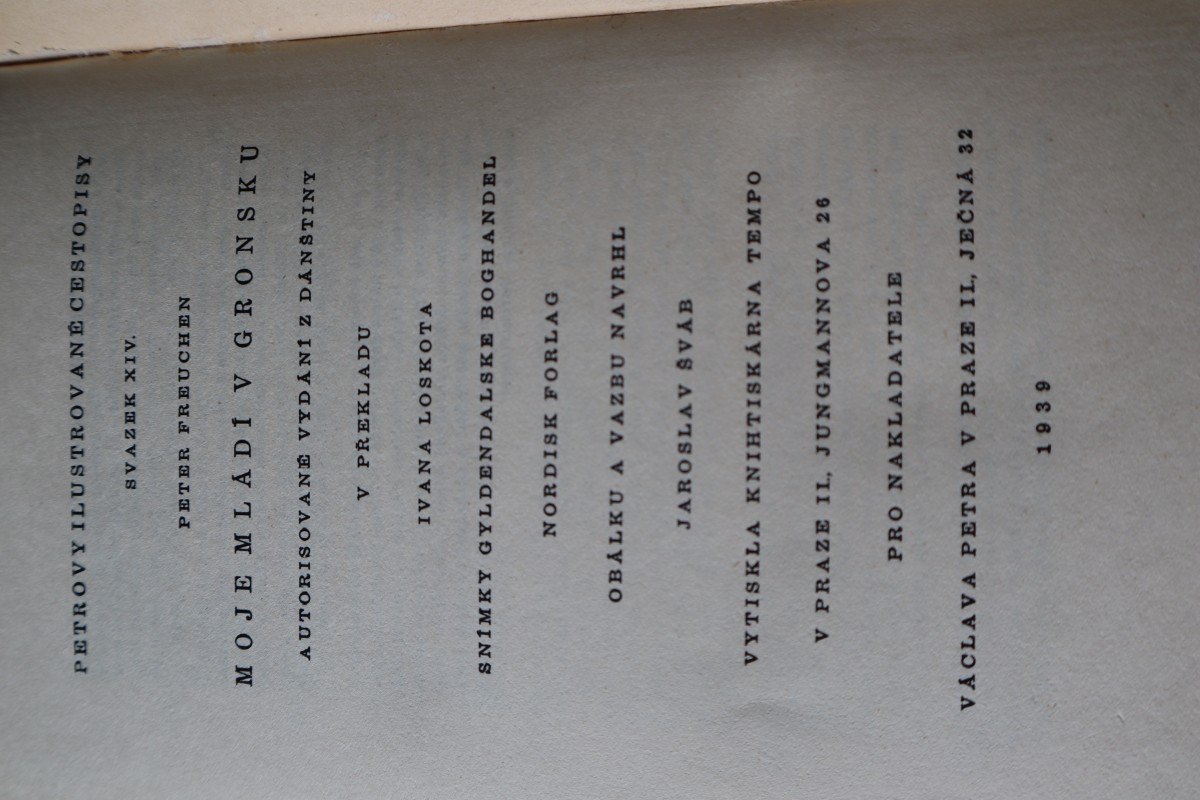 PETROVY ILUSTROVANÉ CESTOPISY
SVAZEK XIV.
PETER FREUCHEN
MOJE MLÁDÍ V GRONSKU
AUTORISOVANÉ VYDÁNÍ Z DÁNŠTINY
V PŘEKLADU
IVANA LOSKOTA
SNÍMKY GYLDENDALSKE BOGHANDEL
NORDISK FORLAG
OBÁLKU A VAZBU NAVRHL
JAROSLAV ŠVÁB
VYTISKLA KNIHTISKÁRNA TEMPO
V PRAZE II., JUNGMANNOVA 26
PRO NAKLADATELE
VÁCLAVA PETRA V PRAZE II., JEČNÁ 32
1939